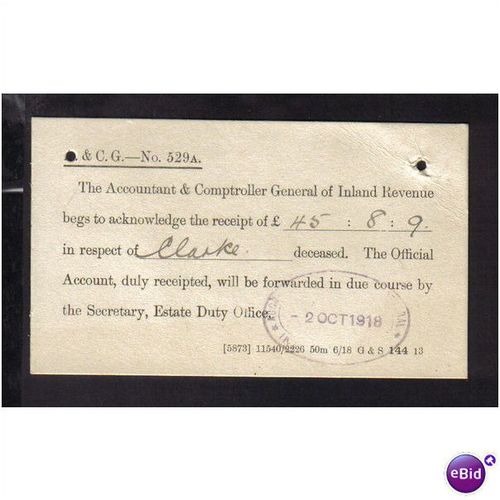 & C. G.—No. 529A.
The Accountant & Comptroller General of Inland Revenue
begs to acknowledge the receipt of £ 45 : 8 : 9.
in respect of Clarke deceased. The Official
Account, duly receipted, will be forwarded in due course by
the Secretary, Estate Duty Office.
- 2 OCT 1918
[5873] 11540/2226 50m 6/18 G & S 144 13
eBid